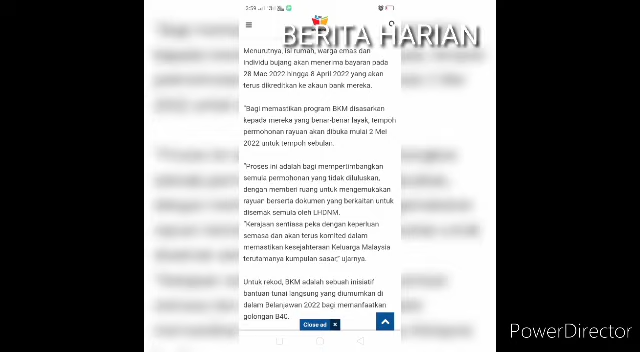 3:59
BERITA HARIAN
Menurutnya, isi rumah, warga emas dan
individu bujang akan menerima bayaran pada
28 Mac 2022 hingga 8 April 2022 yang akan
terus dikreditkan ke akaun bank mereka.
"Bagi memastikan program BKM disasarkan
kepada mereka yang benar-benar layak, tempoh
permohonan rayuan akan dibuka mulai 2 Mei
2022 untuk tempoh sebulan.
"Proses ini adalah bagi mempertimbangkan
semula permohonan yang tidak diluluskan,
dengan memberi ruang untuk mengemukakan
rayuan berserta dokumen yang berkaitan untuk
disemak semula oleh LHDNM.
"Kerajaan sentiasa peka dengan keperluan
semasa dan akan terus komited dalam
memastikan kesejahteraan Keluarga Malaysia
terutamanya kumpulan sasar," ujarnya.
Untuk rekod, BKM adalah sebuah inisiatif
bantuan tunai langsung yang diumumkan di
dalam Belanjawan 2022 bagi memanfaatkan
golongan B40.
Close ad x
PowerDirector